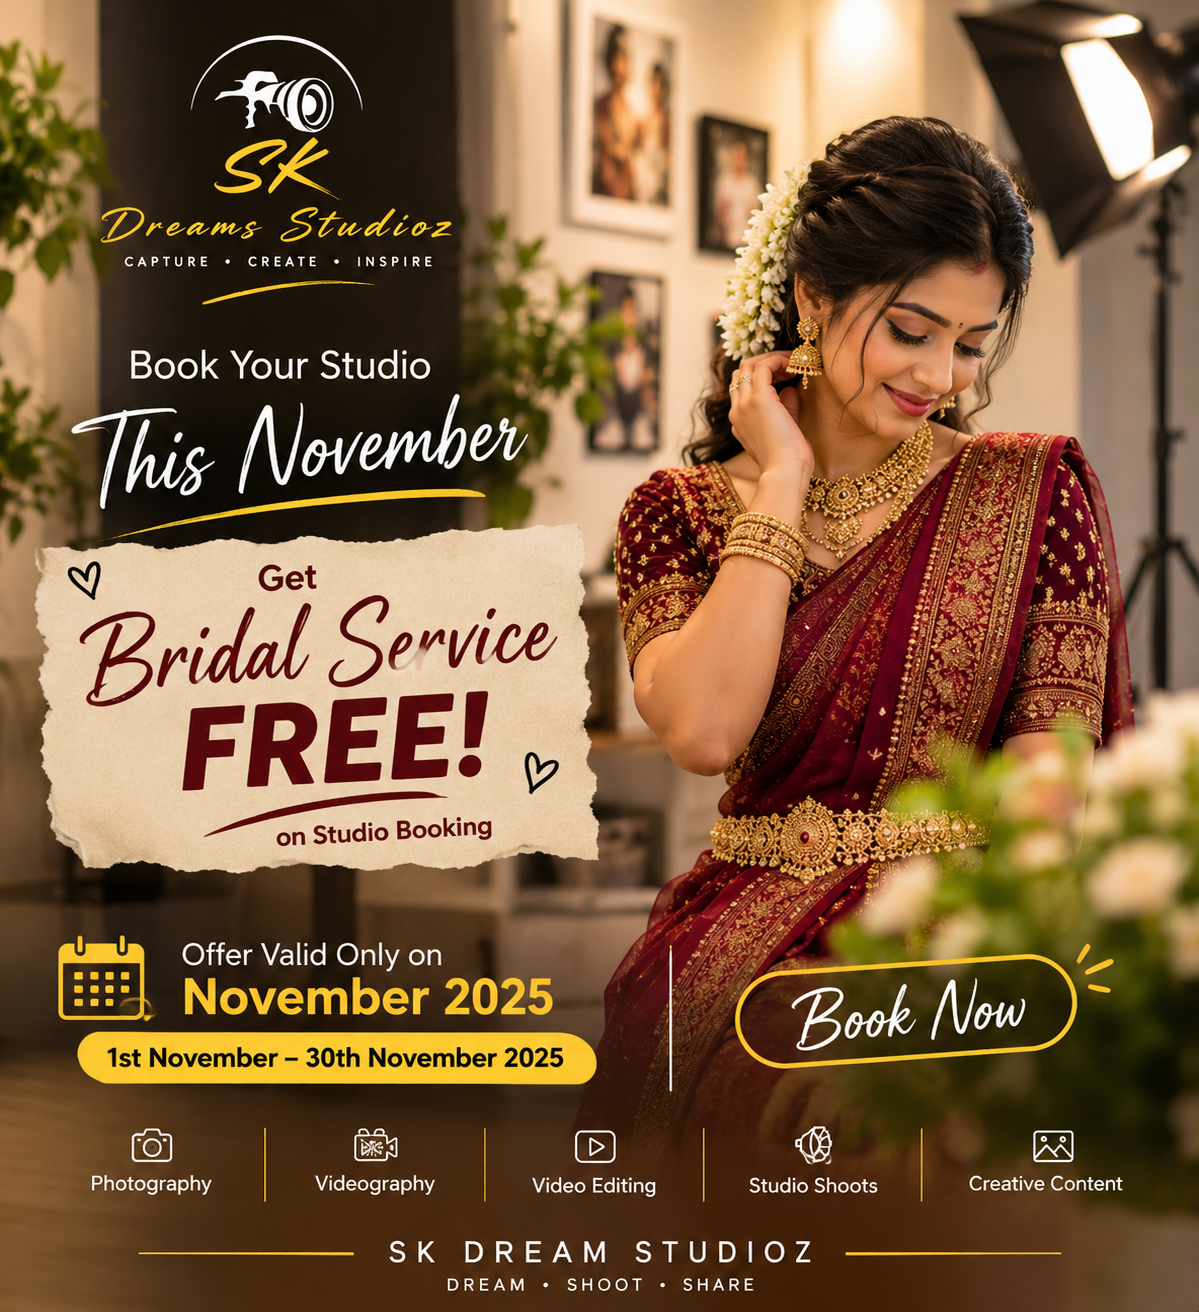 SK
Dreams Studioz
CAPTURE • CREATE • INSPIRE
Book Your Studio
This November
Get
Bridal Service
FREE!
on Studio Booking
Offer Valid Only on
November 2025
1st November – 30th November 2025
Book Now
Photography
Videography
Video Editing
Studio Shoots
Creative Content
SK DREAM STUDIOZ
DREAM • SHOOT • SHARE